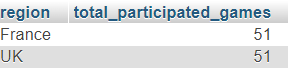 region total_participated_games
France 51
UK 51